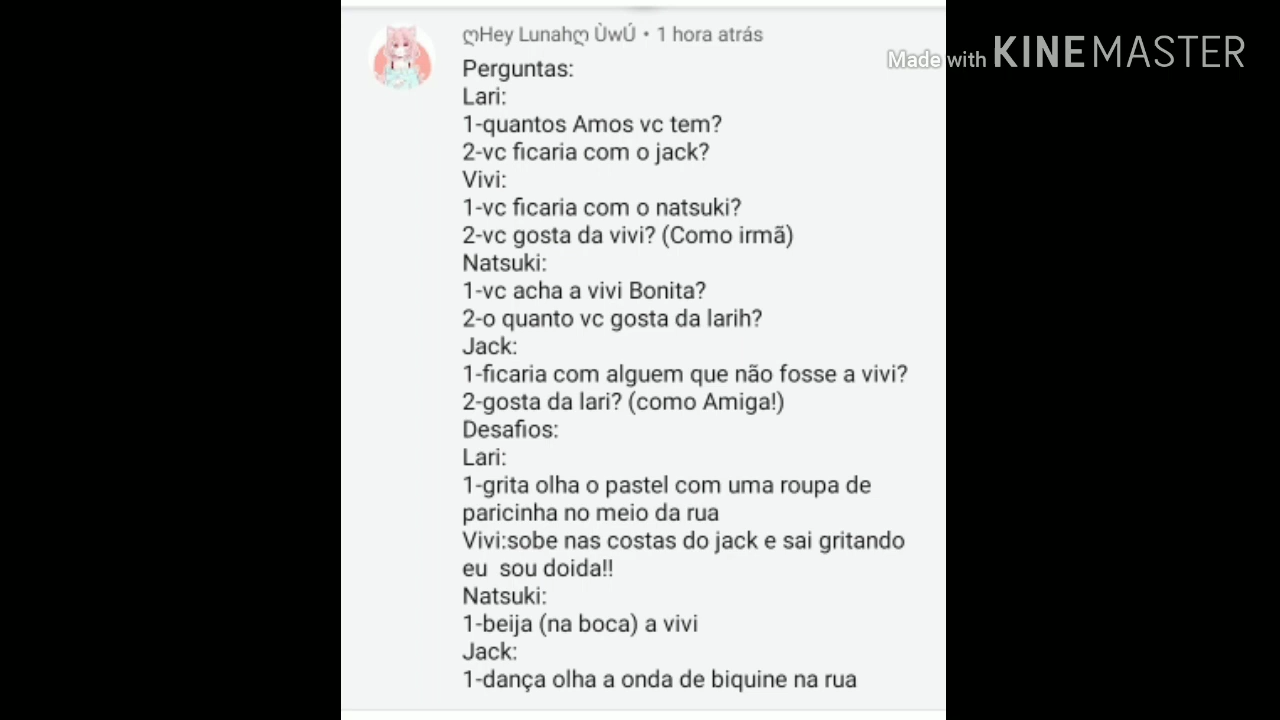 ღHey Lunahღ ÙwÚ • 1 hora atrás
Made with KINEMASTER
Perguntas:
Lari:
1-quantos Amos vc tem?
2-vc ficaria com o jack?
Vivi:
1-vc ficaria com o natsuki?
2-vc gosta da vivi? (Como irmã)
Natsuki:
1-vc acha a vivi Bonita?
2-o quanto vc gosta da larih?
Jack:
1-ficaria com alguem que não fosse a vivi?
2-gosta da lari? (como Amiga!)
Desafios:
Lari:
1-grita olha o pastel com uma roupa de
paricinha no meio da rua
Vivi:sobe nas costas do jack e sai gritando
eu  sou doida!!
Natsuki:
1-beija (na boca) a vivi
Jack:
1-dança olha a onda de biquine na rua